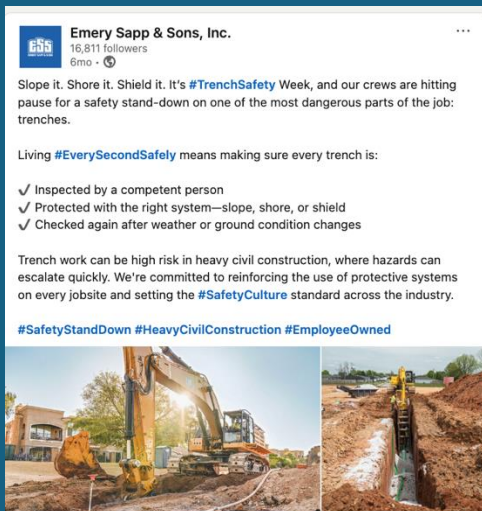 ESS
Emery Sapp & Sons, Inc.
16,811 followers
6mo •
Slope it. Shore it. Shield it. It's #TrenchSafety Week, and our crews are hitting
pause for a safety stand-down on one of the most dangerous parts of the job:
trenches.
Living #EverySecondSafely means making sure every trench is:
✓ Inspected by a competent person
✓ Protected with the right system—slope, shore, or shield
✓ Checked again after weather or ground condition changes
Trench work can be high risk in heavy civil construction, where hazards can
escalate quickly. We're committed to reinforcing the use of protective systems
on every jobsite and setting the #SafetyCulture standard across the industry.
#SafetyStandDown #HeavyCivilConstruction #EmployeeOwned